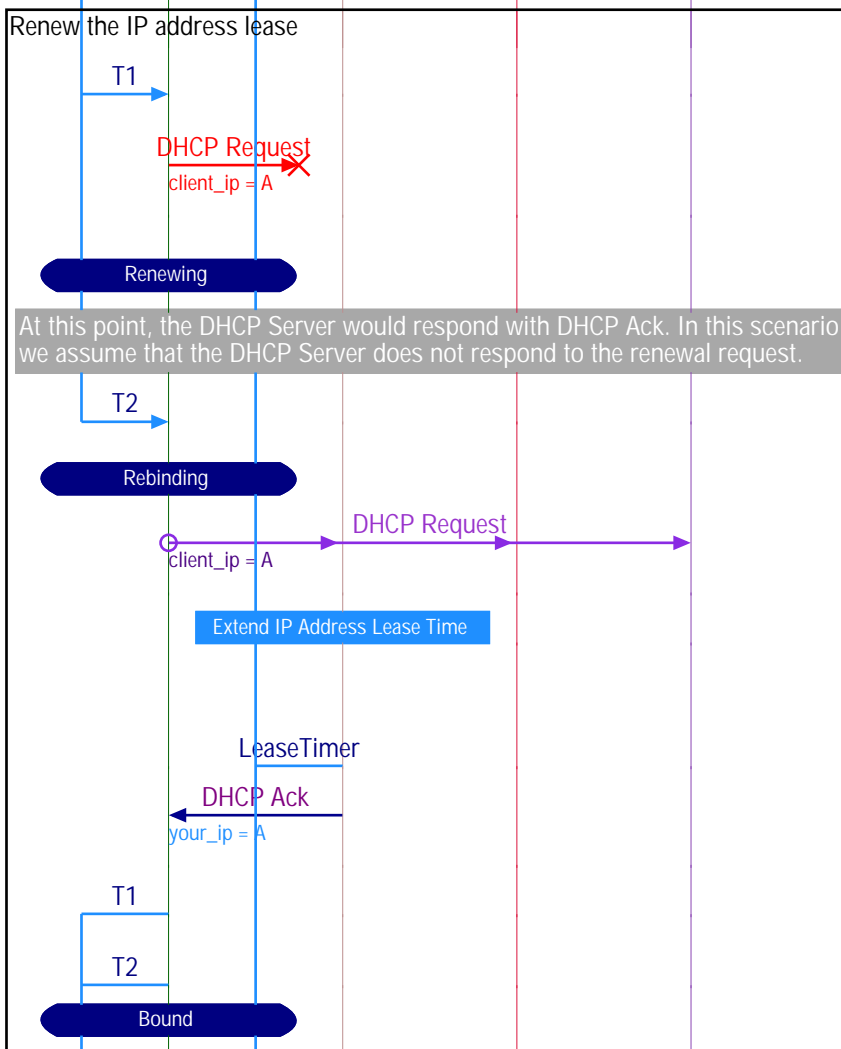 Renew the IP address lease
T1
DHCP Request
client_ip = A
Renewing
At this point, the DHCP Server would respond with DHCP Ack. In this scenario
we assume that the DHCP Server does not respond to the renewal request.
T2
Rebinding
DHCP Request
client_ip = A
Extend IP Address Lease Time
LeaseTimer
DHCP Ack
your_ip = A
T1
T2
Bound